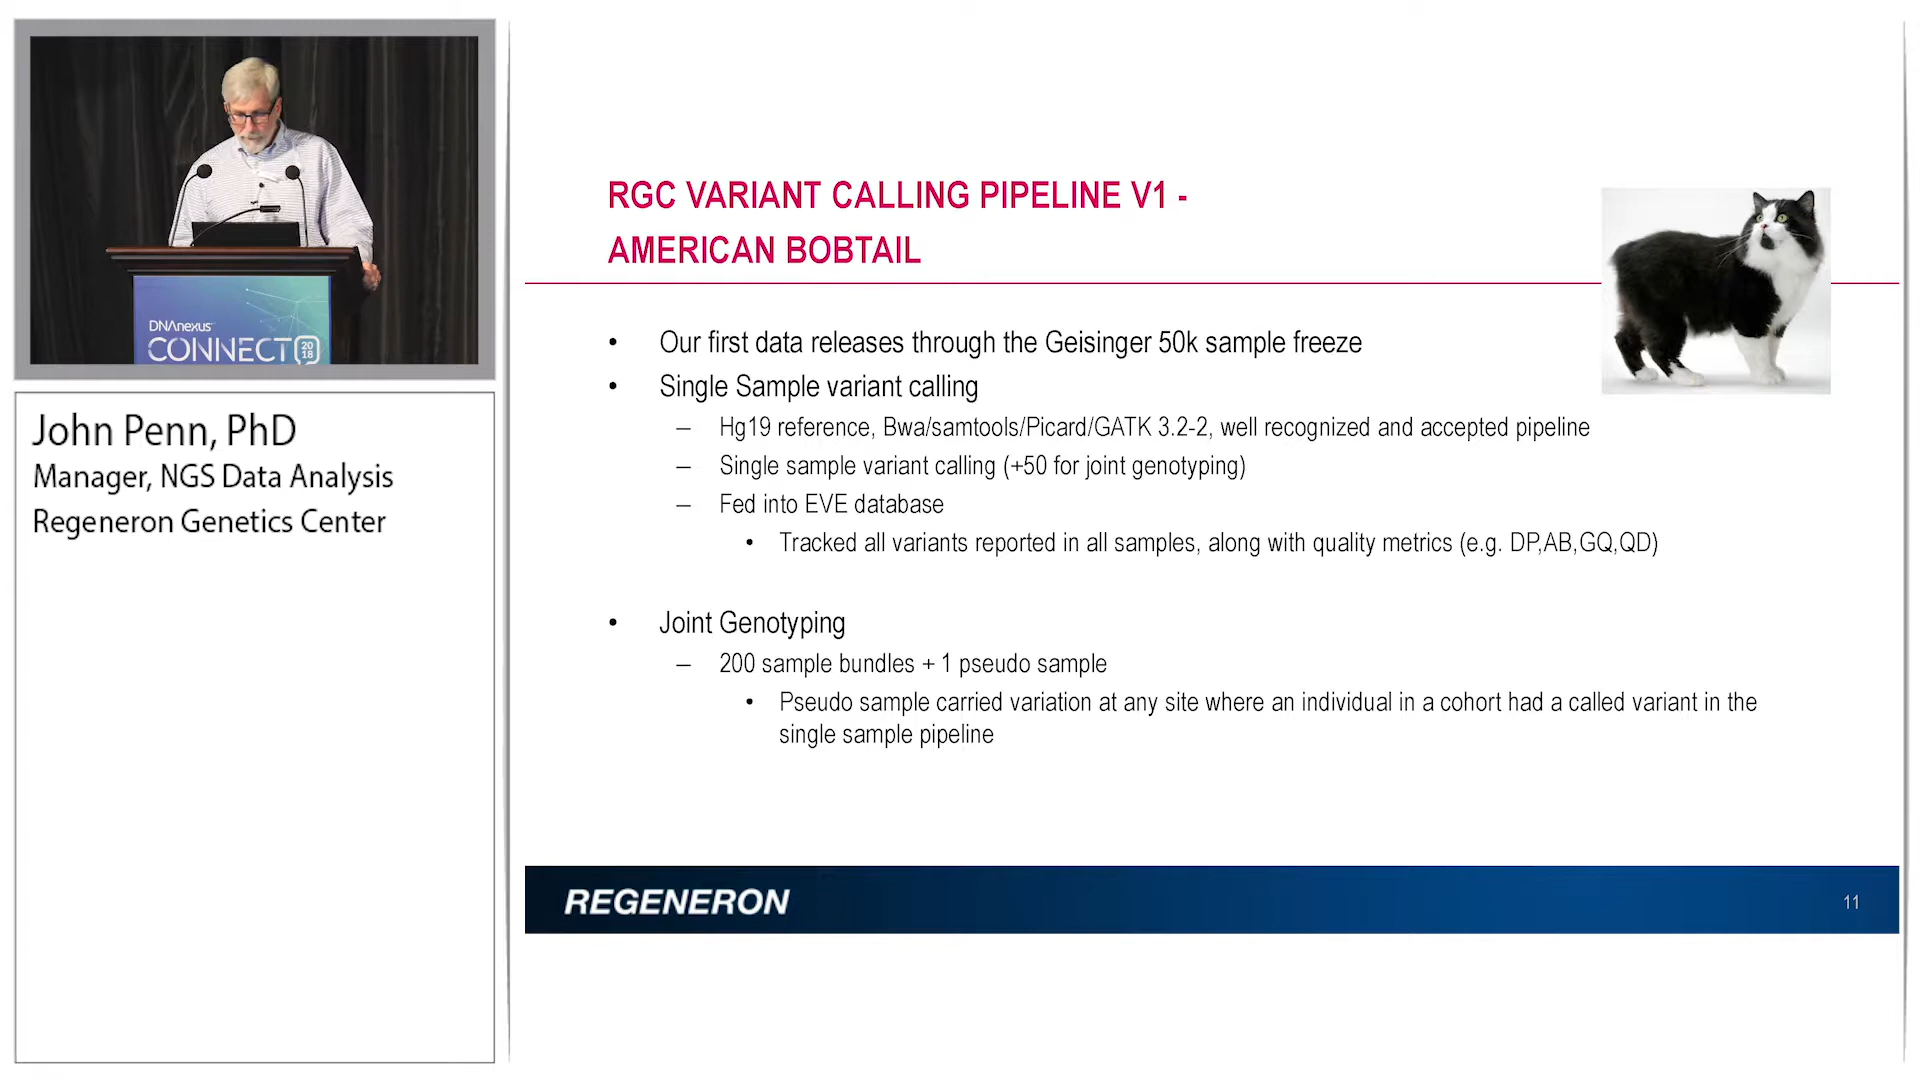 DNAnexus
CONNECT 20 18
John Penn, PhD
Manager, NGS Data Analysis
Regeneron Genetics Center
RGC VARIANT CALLING PIPELINE V1 -
AMERICAN BOBTAIL
• Our first data releases through the Geisinger 50k sample freeze
• Single Sample variant calling
– Hg19 reference, Bwa/samtools/Picard/GATK 3.2-2, well recognized and accepted pipeline
– Single sample variant calling (+50 for joint genotyping)
– Fed into EVE database
• Tracked all variants reported in all samples, along with quality metrics (e.g. DP,AB,GQ,QD)
• Joint Genotyping
– 200 sample bundles + 1 pseudo sample
• Pseudo sample carried variation at any site where an individual in a cohort had a called variant in the
single sample pipeline
REGENERON
11